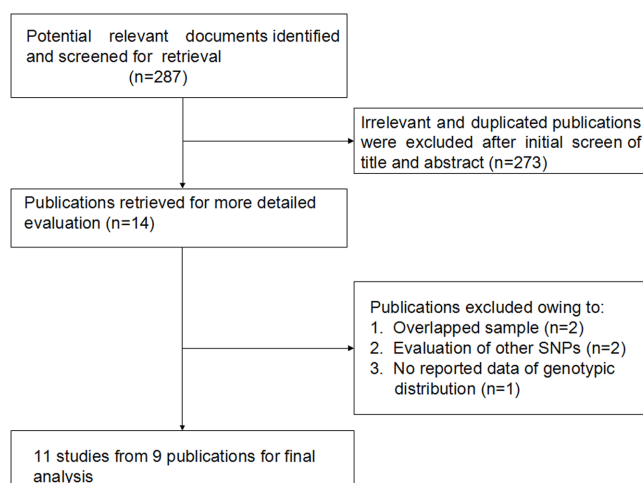 Potential relevant documents identified
and screened for retrieval
(n=287)
Irrelevant and duplicated publications
were excluded after initial screen of
title and abstract (n=273)
Publications retrieved for more detailed
evaluation (n=14)
Publications excluded owing to:
1. Overlapped sample (n=2)
2. Evaluation of other SNPs (n=2)
3. No reported data of genotypic
distribution (n=1)
11 studies from 9 publications for final
analysis